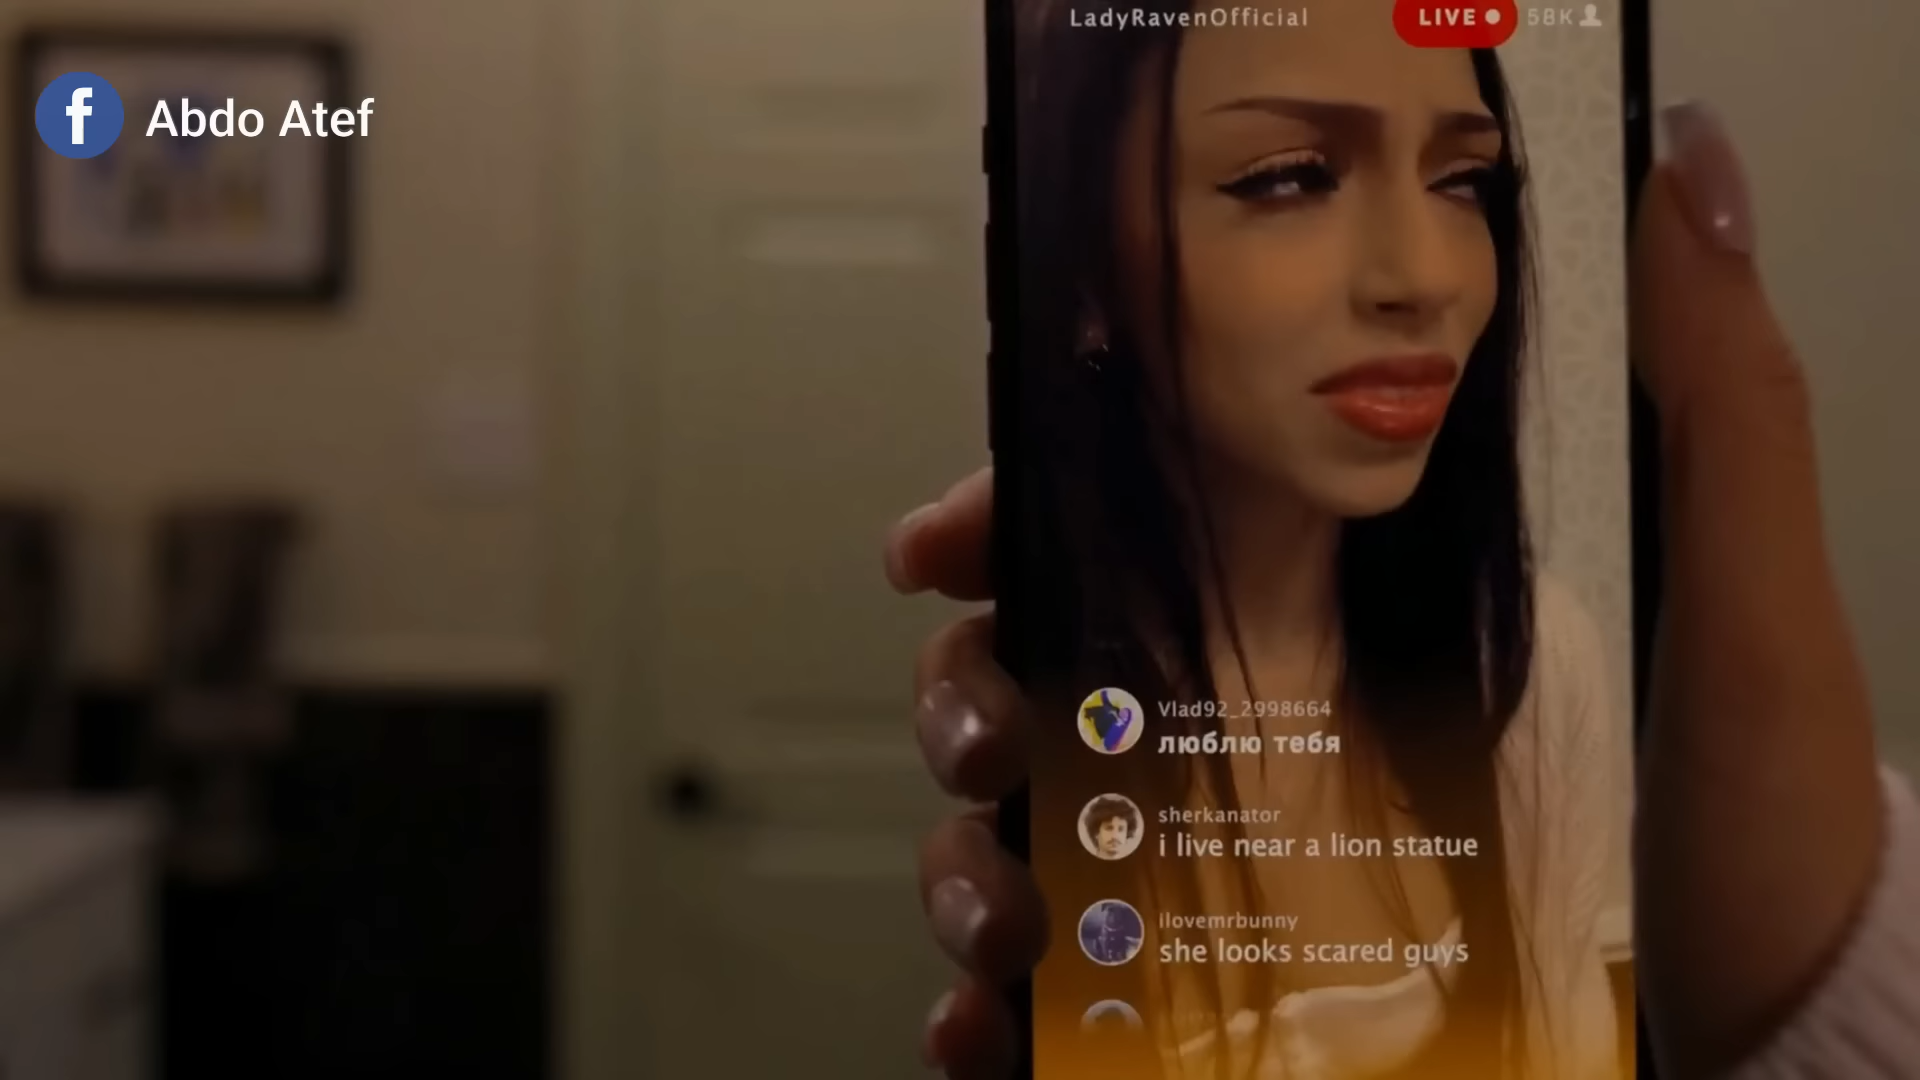 LadyRavenOfficial
LIVE
58K
Abdo Atef
Vlad92_2998664
люблю тебя
sherkanator
i live near a lion statue
ilovemrbunny
she looks scared guys